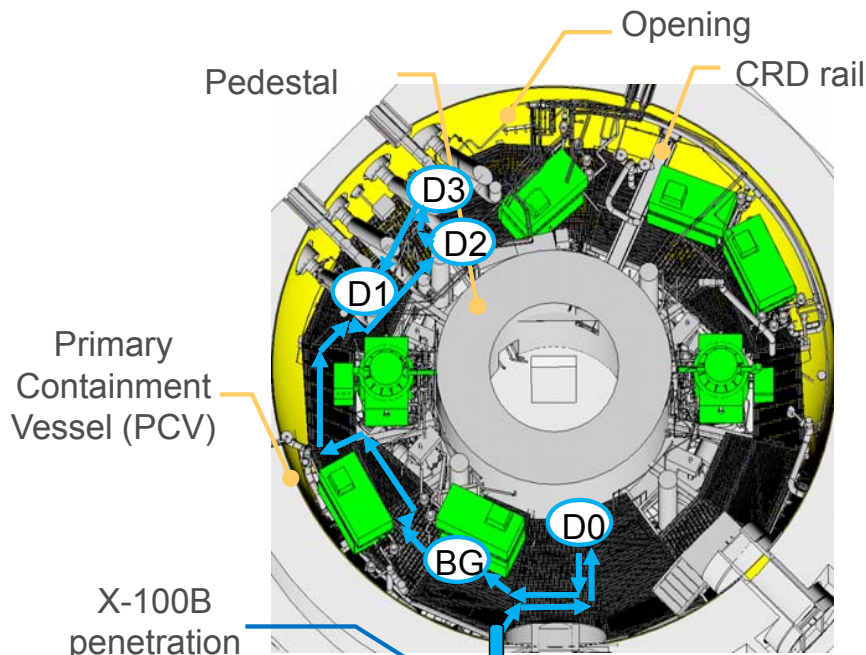 Opening
Pedestal
CRD rail
D3
D2
D1
Primary
Containment
Vessel (PCV)
D0
BG
X-100B
penetration